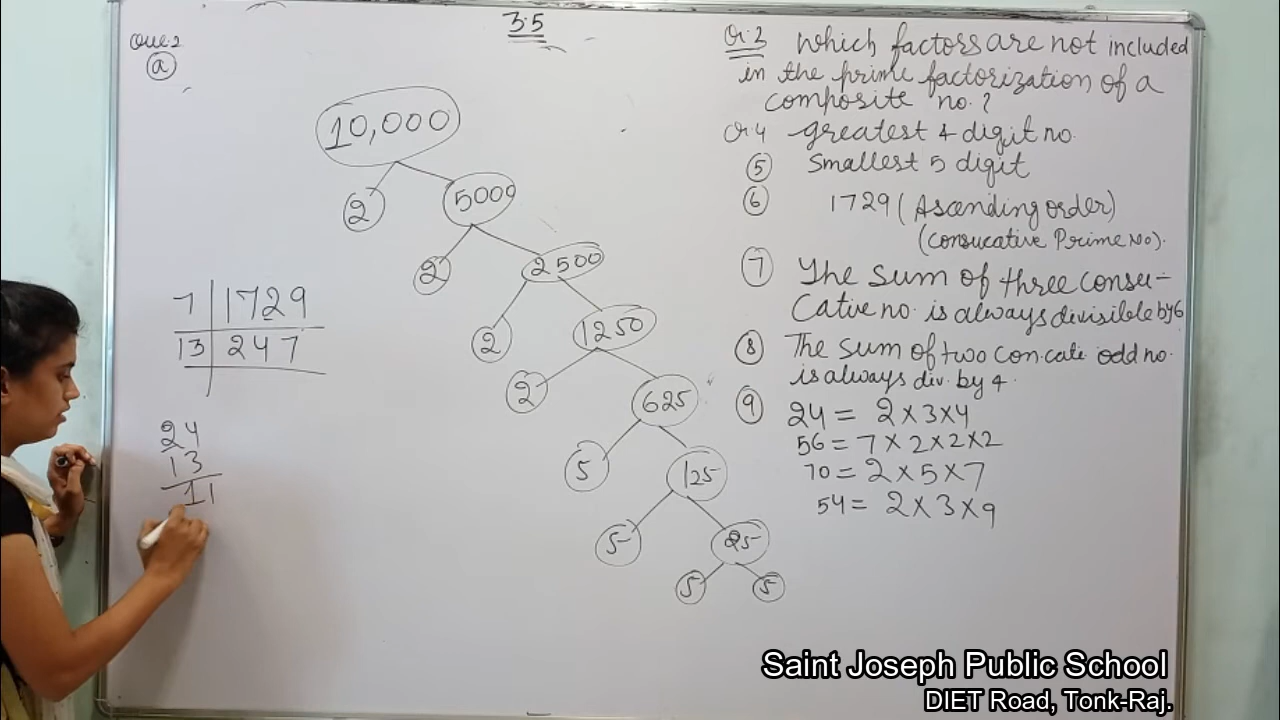 3.5
Que.2
(a)
10,000
2 5000
2 2500
2 1250
2 625
5 125
5 25
5 5
7 | 1729
13 | 247
24
13
11
Qr.3 Which factors are not included
in the prime factorization of a
composite no.?
Qr.4 greatest 4 digit no.
(5) Smallest 5 digit
(6) 1729 (Ascending order)
(Consucative Prime No).
(7) The sum of three consu-
cative no. is always divisible by 6
(8) The sum of two con.cati odd no.
is always div. by 4.
(9) 24 = 2×3×4
56 = 7×2×2×2
70 = 2×5×7
54 = 2×3×9
Saint Joseph Public School
DIET Road, Tonk-Raj.